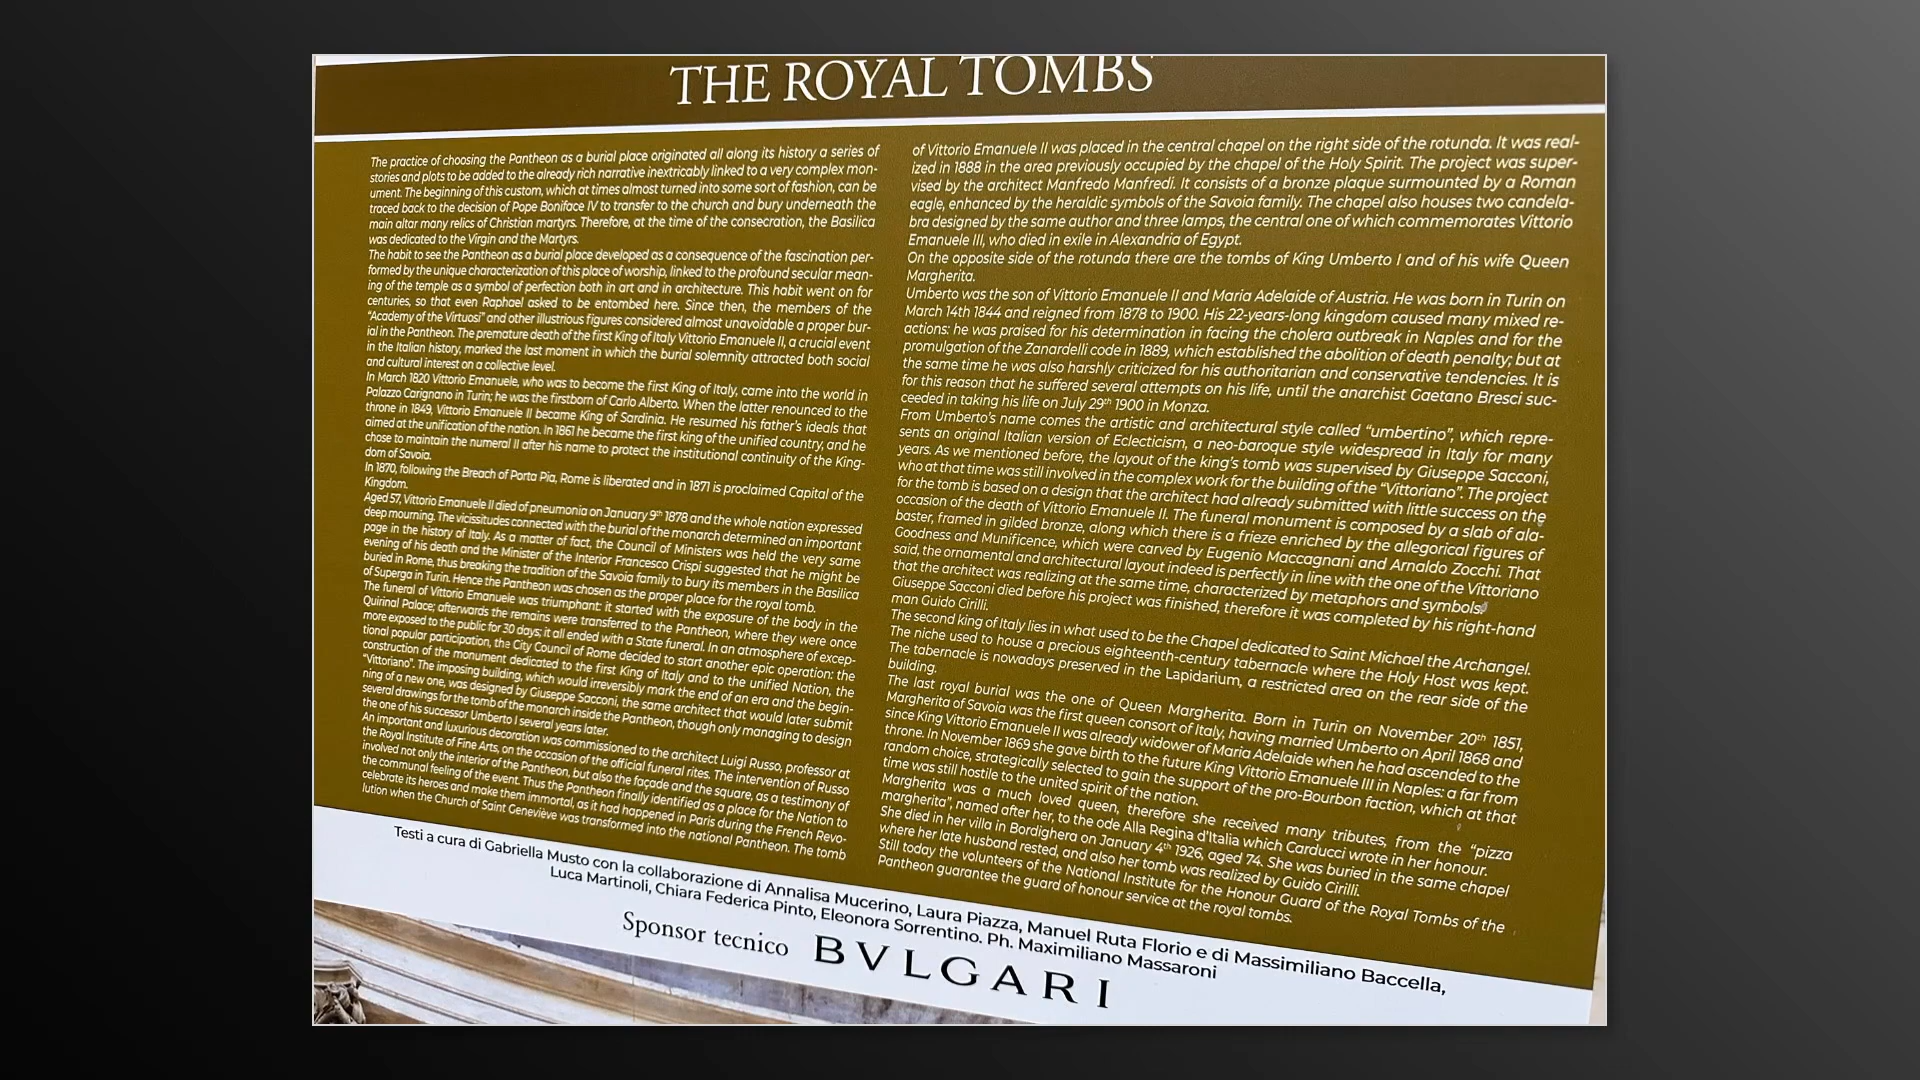 THE ROYAL TOMBS
The practice of choosing the Pantheon as a burial place originated all along its history a series of
stories and plots to be added to the already rich narrative inextricably linked to a very complex mon-
ument. The beginning of this custom, which at times almost turned into some sort of fashion, can be
traced back to the decision of Pope Boniface IV to transfer to the church and bury underneath the
main altar many relics of Christian martyrs. Therefore, at the time of the consecration, the Basilica
was dedicated to the Virgin and the Martyrs.
The habit to see the Pantheon as a burial place developed as a consequence of the fascination per-
formed by the unique characterization of this place of worship, linked to the profound secular mean-
ing of the temple as a symbol of perfection both in art and in architecture. This habit went on for
centuries, so that even Raphael asked to be entombed here. Since then, the members of the
"Academy of the Virtuosi" and other illustrious figures considered almost unavoidable a proper bur-
ial in the Pantheon. The premature death of the first King of Italy Vittorio Emanuele II, a crucial event
in the Italian history, marked the last moment in which the burial solemnity attracted both social
and cultural interest on a collective level.
In March 1820 Vittorio Emanuele, who was to become the first King of Italy, came into the world in
Palazzo Carignano in Turin; he was the firstborn of Carlo Alberto. When the latter renounced to the
throne in 1849, Vittorio Emanuele II became King of Sardinia. He resumed his father's ideals that
aimed at the unification of the nation. In 1861 he became the first king of the unified country, and he
chose to maintain the numeral II after his name to protect the institutional continuity of the King-
dom of Savoia.
In 1870, following the Breach of Porta Pia, Rome is liberated and in 1871 is proclaimed Capital of the
Kingdom.
Aged 57, Vittorio Emanuele II died of pneumonia on January 9th 1878 and the whole nation expressed
deep mourning. The vicissitudes connected with the burial of the monarch determined an important
page in the history of Italy. As a matter of fact, the Council of Ministers was held the very same
evening of his death and the Minister of the Interior Francesco Crispi suggested that he might be
buried in Rome, thus breaking the tradition of the Savoia family to bury its members in the Basilica
of Superga in Turin. Hence the Pantheon was chosen as the proper place for the royal tomb.
The funeral of Vittorio Emanuele was triumphant: it started with the exposure of the body in the
Quirinal Palace; afterwards the remains were transferred to the Pantheon, where they were once
more exposed to the public for 30 days; it all ended with a State funeral. In an atmosphere of excep-
tional popular participation, the City Council of Rome decided to start another epic operation: the
construction of the monument dedicated to the first King of Italy and to the unified Nation, the
"Vittoriano". The imposing building, which would irreversibly mark the end of an era and the begin-
ning of a new one, was designed by Giuseppe Sacconi, the same architect that would later submit
several drawings for the tomb of the monarch inside the Pantheon, though only managing to design
the one of his successor Umberto I several years later.
An important and luxurious decoration was commissioned to the architect Luigi Russo, professor at
the Royal Institute of Fine Arts, on the occasion of the official funeral rites. The intervention of Russo
involved not only the interior of the Pantheon, but also the façade and the square, as a testimony of
the communal feeling of the event. Thus the Pantheon finally identified as a place for the Nation to
celebrate its heroes and make them immortal, as it had happened in Paris during the French Revo-
lution when the Church of Saint Geneviève was transformed into the national Pantheon. The tomb
of Vittorio Emanuele II was placed in the central chapel on the right side of the rotunda. It was real-
ized in 1888 in the area previously occupied by the chapel of the Holy Spirit. The project was super-
vised by the architect Manfredo Manfredi. It consists of a bronze plaque surmounted by a Roman
eagle, enhanced by the heraldic symbols of the Savoia family. The chapel also houses two candela-
bra designed by the same author and three lamps, the central one of which commemorates Vittorio
Emanuele III, who died in exile in Alexandria of Egypt.
On the opposite side of the rotunda there are the tombs of King Umberto I and of his wife Queen
Margherita.
Umberto was the son of Vittorio Emanuele II and Maria Adelaide of Austria. He was born in Turin on
March 14th 1844 and reigned from 1878 to 1900. His 22-years-long kingdom caused many mixed re-
actions: he was praised for his determination in facing the cholera outbreak in Naples and for the
promulgation of the Zanardelli code in 1889, which established the abolition of death penalty; but at
the same time he was also harshly criticized for his authoritarian and conservative tendencies. It is
for this reason that he suffered several attempts on his life, until the anarchist Gaetano Bresci suc-
ceeded in taking his life on July 29th 1900 in Monza.
From Umberto's name comes the artistic and architectural style called "umbertino", which repre-
sents an original Italian version of Eclecticism, a neo-baroque style widespread in Italy for many
years. As we mentioned before, the layout of the king's tomb was supervised by Giuseppe Sacconi,
who at that time was still involved in the complex work for the building of the "Vittoriano". The project
for the tomb is based on a design that the architect had already submitted with little success on the
occasion of the death of Vittorio Emanuele II. The funeral monument is composed by a slab of ala-
baster, framed in gilded bronze, along which there is a frieze enriched by the allegorical figures of
Goodness and Munificence, which were carved by Eugenio Maccagnani and Arnaldo Zocchi. That
said, the ornamental and architectural layout indeed is perfectly in line with the one of the Vittoriano
that the architect was realizing at the same time, characterized by metaphors and symbols.
Giuseppe Sacconi died before his project was finished, therefore it was completed by his right-hand
man Guido Cirilli.
The second king of Italy lies in what used to be the Chapel dedicated to Saint Michael the Archangel.
The niche used to house a precious eighteenth-century tabernacle where the Holy Host was kept.
The tabernacle is nowadays preserved in the Lapidarium, a restricted area on the rear side of the
building.
The last royal burial was the one of Queen Margherita. Born in Turin on November 20th 1851,
Margherita of Savoia was the first queen consort of Italy, having married Umberto on April 1868 and
since King Vittorio Emanuele II was already widower of Maria Adelaide when he had ascended to the
throne. In November 1869 she gave birth to the future King Vittorio Emanuele III in Naples: a far from
random choice, strategically selected to gain the support of the pro-Bourbon faction, which at that
time was still hostile to the united spirit of the nation.
Margherita was a much loved queen, therefore she received many tributes, from the "pizza
margherita", named after her, to the ode Alla Regina d'Italia which Carducci wrote in her honour.
She died in her villa in Bordighera on January 4th 1926, aged 74. She was buried in the same chapel
where her late husband rested, and also her tomb was realized by Guido Cirilli.
Still today the volunteers of the National Institute for the Honour Guard of the Royal Tombs of the
Pantheon guarantee the guard of honour service at the royal tombs.
Testi a cura di Gabriella Musto con la collaborazione di Annalisa Mucerino, Laura Piazza, Manuel Ruta Florio e di Massimiliano Baccella,
Luca Martinoli, Chiara Federica Pinto, Eleonora Sorrentino. Ph. Maximiliano Massaroni
Sponsor tecnico BVLGARI